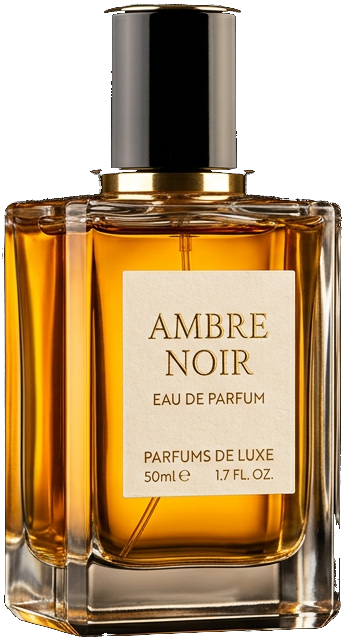 AMBRE
NOIR
EAU DE PARFUM
PARFUMS DE LUXE
50ml ℮ 1.7 FL. OZ.